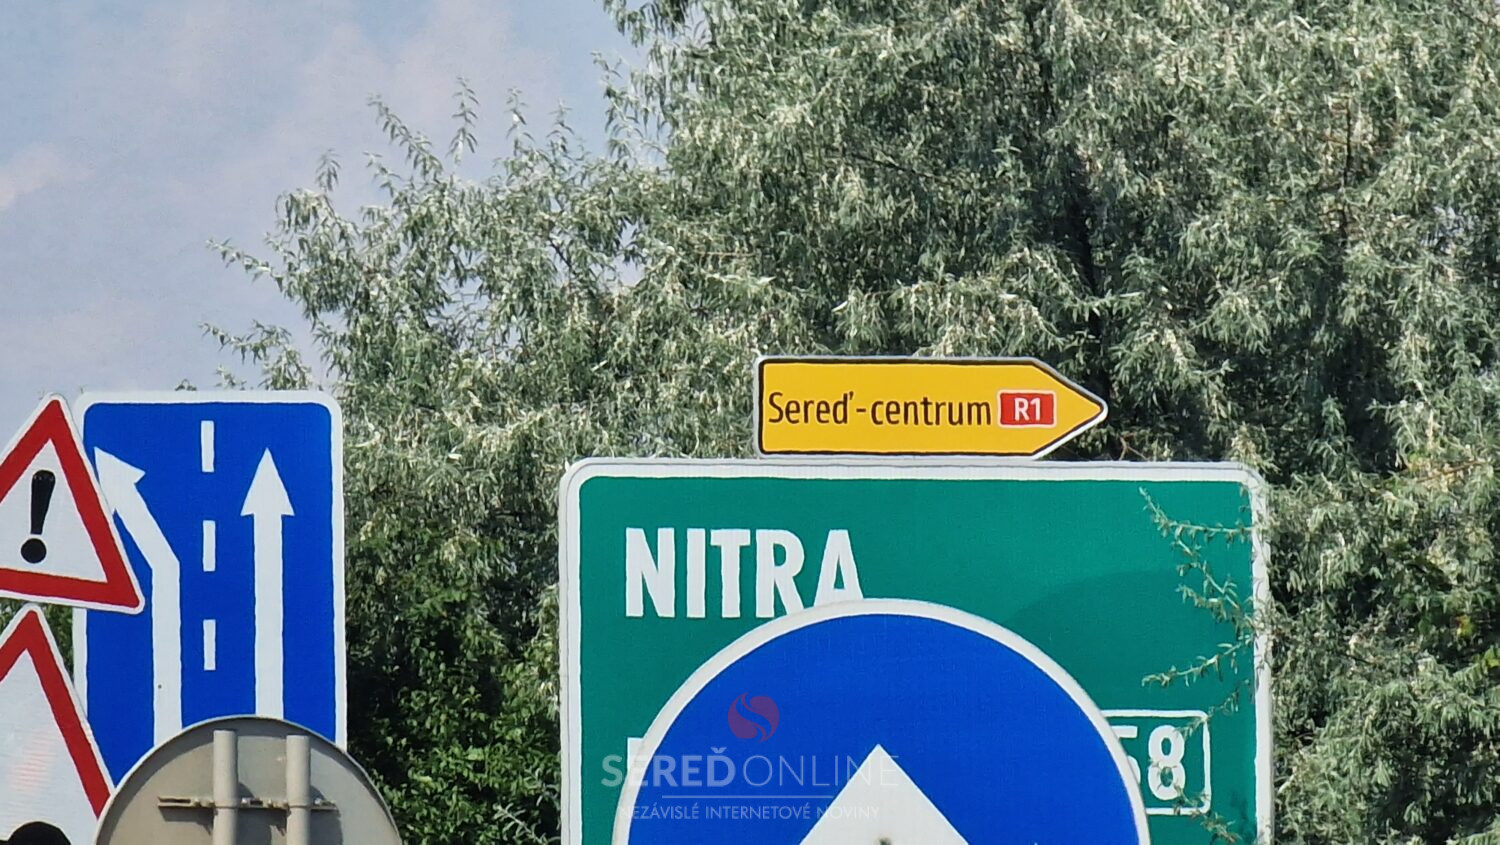 Sereď-centrum R1
NITRA
58
SEREĎONLINE
NEZÁVISLÉ INTERNETOVÉ NOVINY